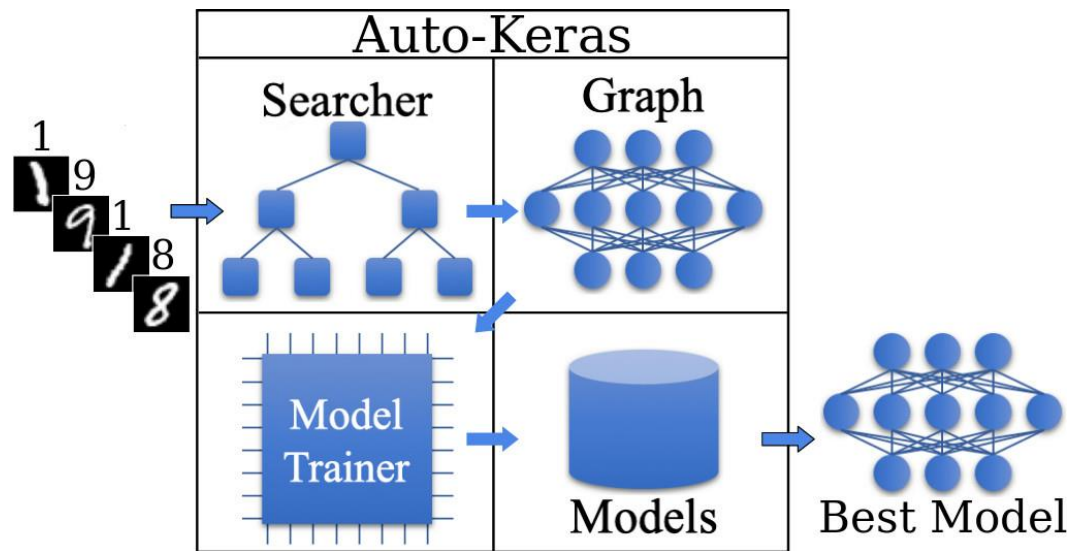 Auto-Keras
Searcher
Graph
1
9
1
8
Model
Trainer
Models
Best Model